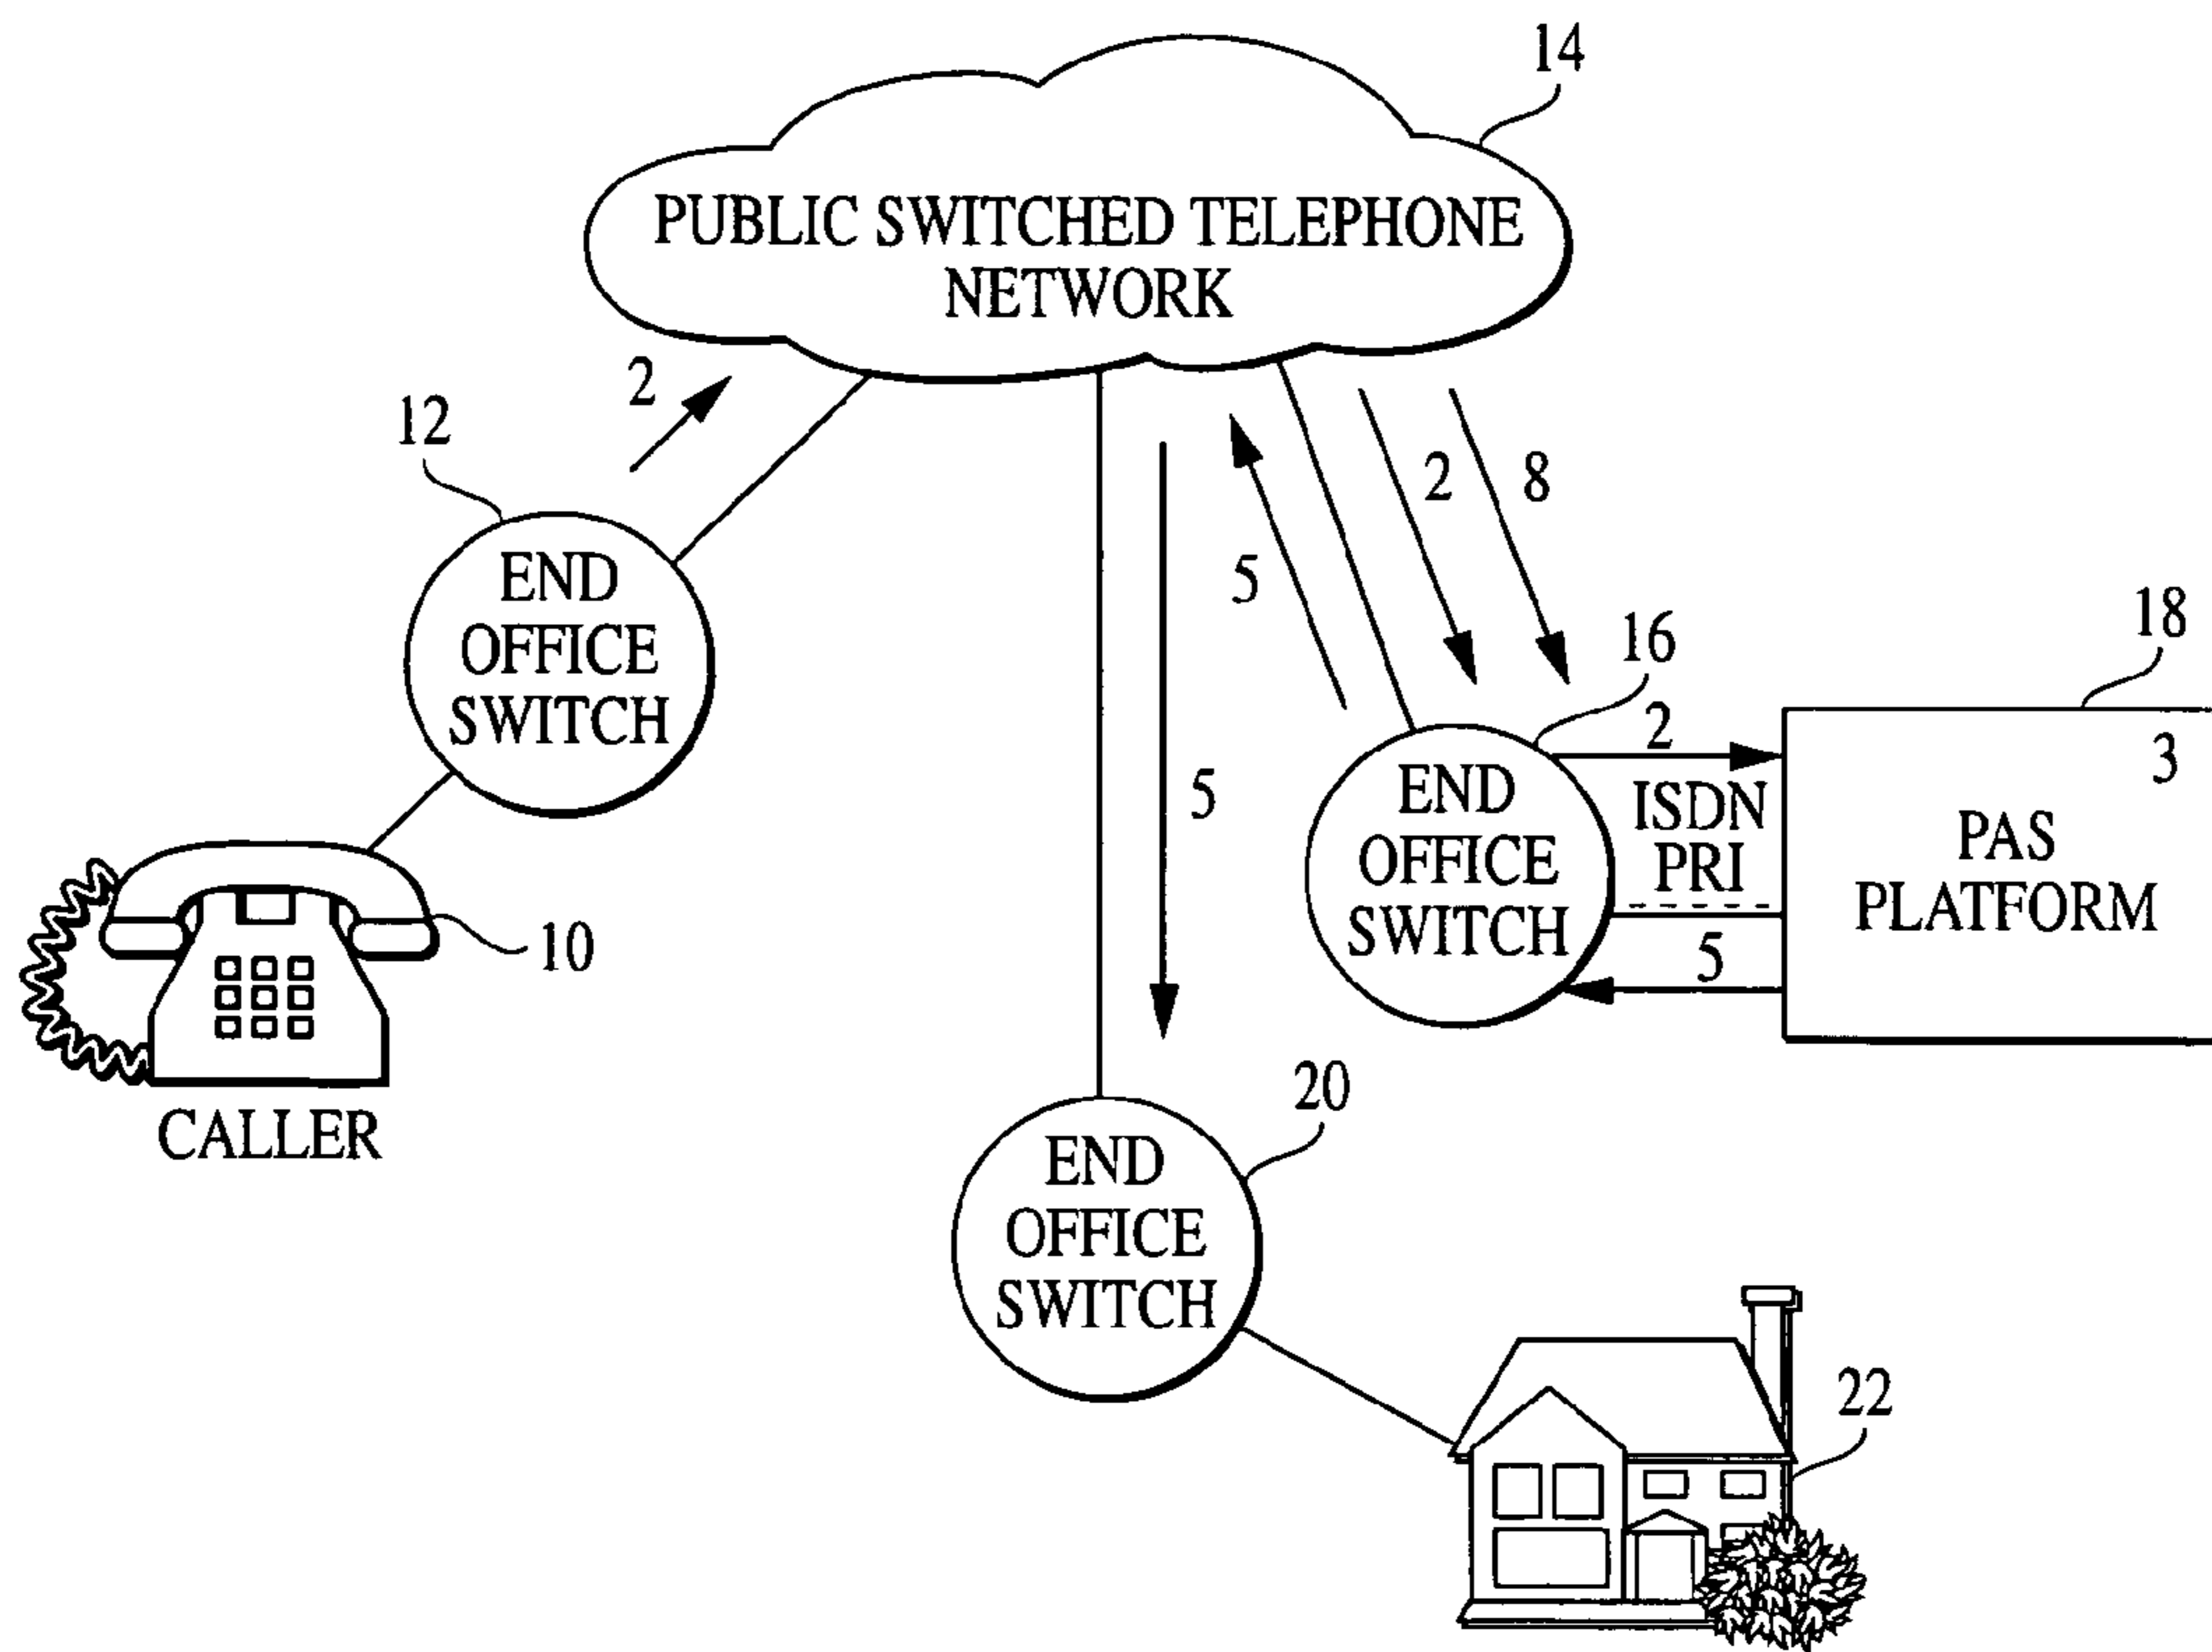 14
PUBLIC SWITCHED TELEPHONE
NETWORK
2
12
END
OFFICE
SWITCH
10
CALLER
5
5
2
8
16
END
OFFICE
SWITCH
2
ISDN
PRI
5
18
3
PAS
PLATFORM
20
END
OFFICE
SWITCH
22